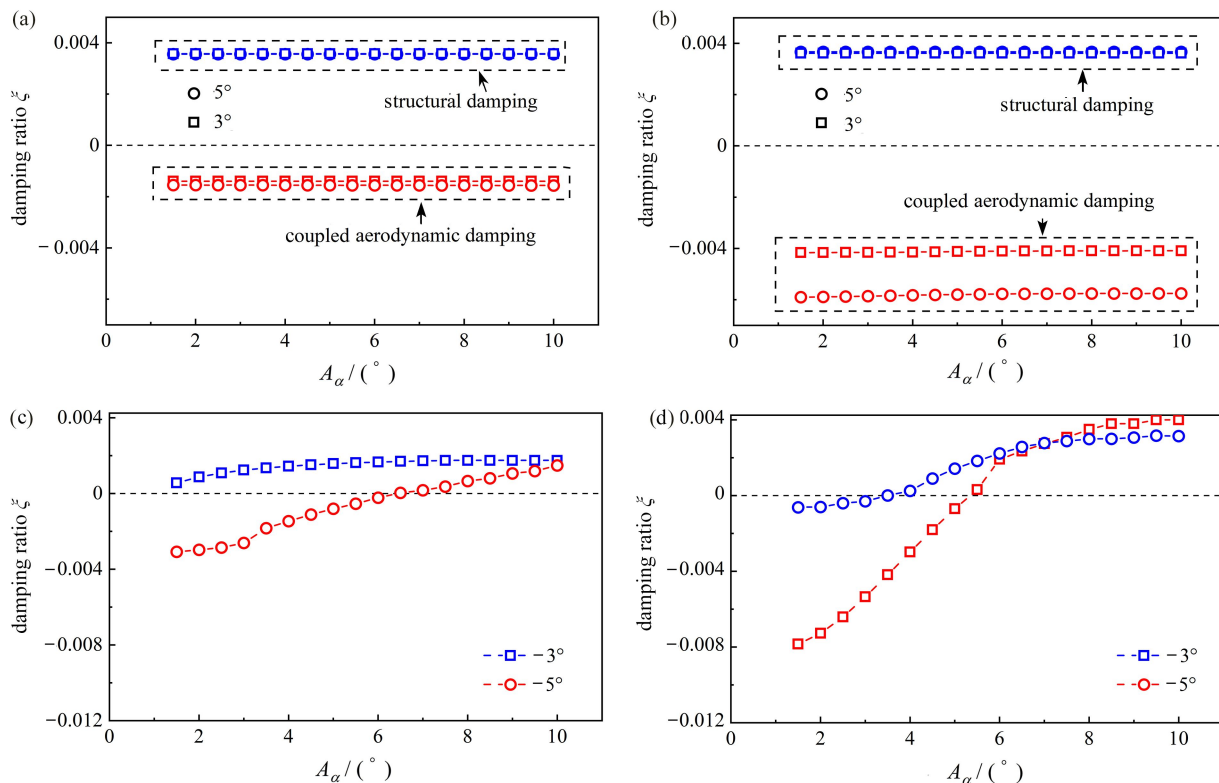 (a)
0.004
0
−0.004
damping ratio ξ
structural damping
5°
3°
coupled aerodynamic damping
0 2 4 6 8 10
Aα / (°)
(b)
0.004
0
−0.004
damping ratio ξ
structural damping
5°
3°
coupled aerodynamic damping
0 2 4 6 8 10
Aα / (°)
(c)
0.004
0
−0.004
−0.008
−0.012
damping ratio ξ
−3°
−5°
0 2 4 6 8 10
Aα / (°)
(d)
0.004
0
−0.004
−0.008
−0.012
damping ratio ξ
−3°
−5°
0 2 4 6 8 10
Aα / (°)